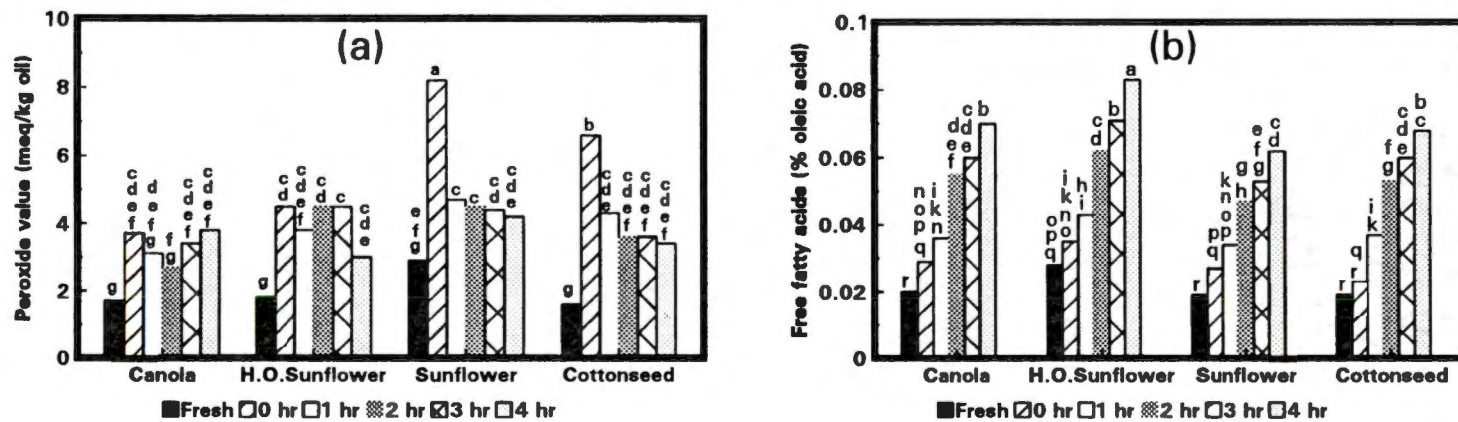 (a)
Peroxide value (meq/kg oil)
10
8
6
4
2
0
g
c
d
e
f
d
e
f
g
f
g
c
d
e
f
c
d
e
f
g
c
d
c
d
e
f
c
d
c
c
d
e
e
f
g
a
c
c
c
d
c
d
e
g
b
c
d
e
c
d
e
f
c
d
e
f
c
d
e
f
Canola H.O.Sunflower Sunflower Cottonseed
Fresh 0 hr 1 hr 2 hr 3 hr 4 hr
(b)
Free fatty acids (% oleic acid)
0.1
0.08
0.06
0.04
0.02
0
r
n
o
p
q
i
k
n
d
e
f
c
d
e
b
o
p
q
i
k
n
o
h
i
c
d
b
a
r
p
q
k
n
o
p
g
h
e
f
g
c
d
r
q
r
i
k
f
g
c
d
e
b
c
Canola H.O.Sunflower Sunflower Cottonseed
Fresh 0 hr 1 hr 2 hr 3 hr 4 hr